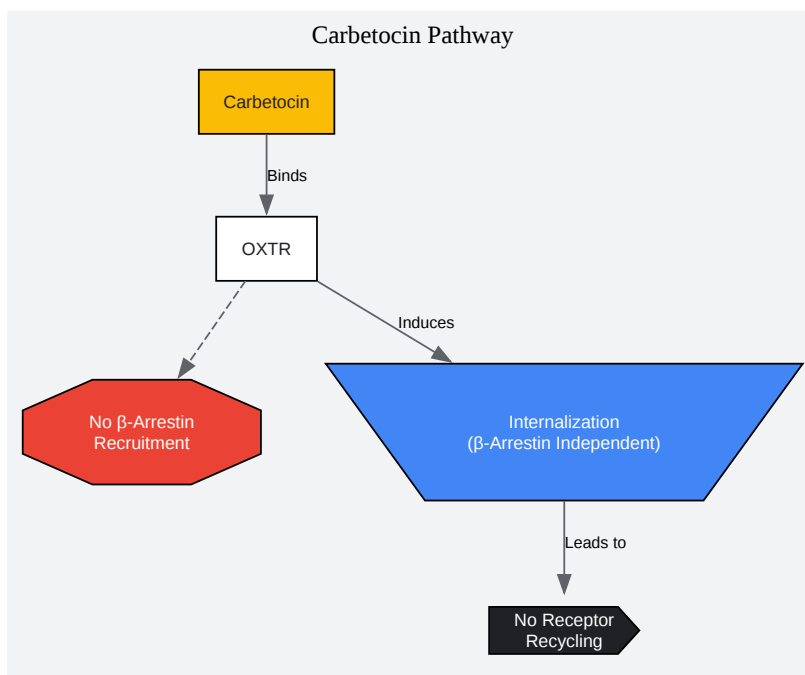 Carbetocin Pathway
Carbetocin
Binds
OXTR
Induces
No β-Arrestin
Recruitment
Internalization
(β-Arrestin Independent)
Leads to
No Receptor
Recycling